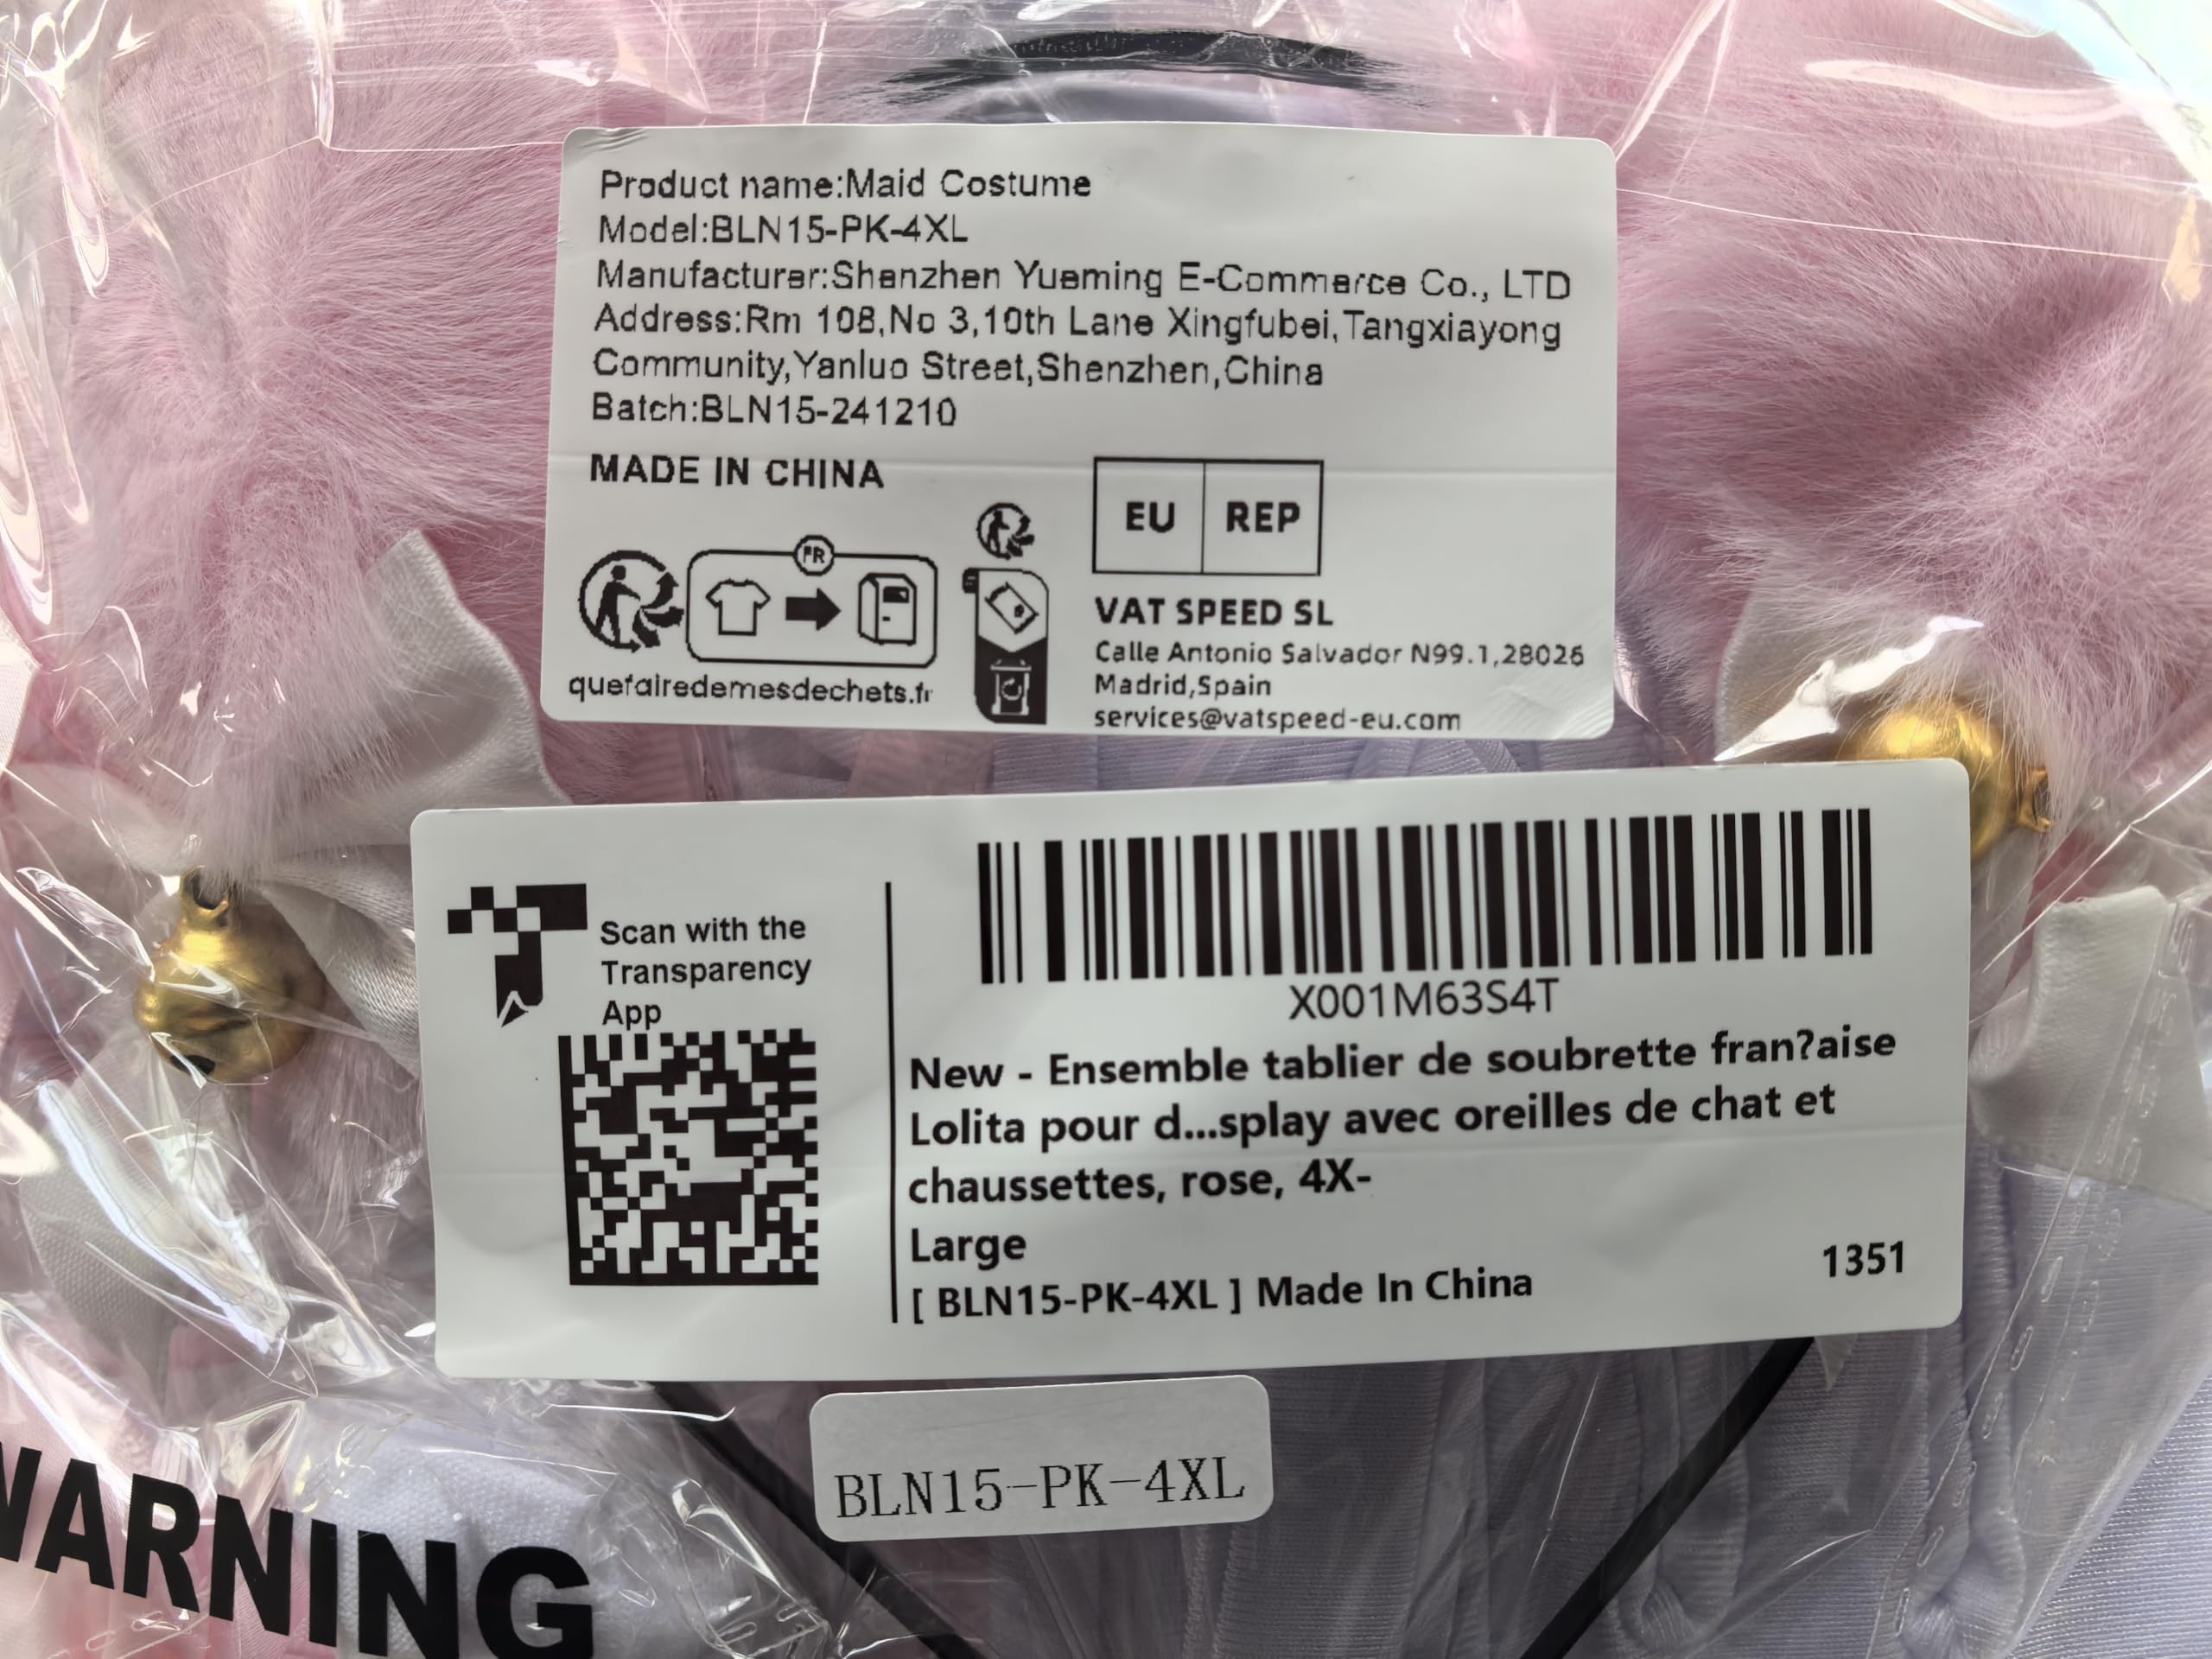 Product name:Maid Costume
Model:BLN15-PK-4XL
Manufacturer:Shenzhen Yueming E-Commerce Co., LTD
Address:Rm 108,No 3,10th Lane Xingfubei,Tangxiayong
Community,Yanluo Street,Shenzhen,China
Batch:BLN15-241210
MADE IN CHINA
FR
quefairedemesdechets.fr
EU REP
VAT SPEED SL
Calle Antonio Salvador N99.1,28026
Madrid,Spain
services@vatspeed-eu.com
Scan with the
Transparency
App
X001M63S4T
New - Ensemble tablier de soubrette fran?aise
Lolita pour d...splay avec oreilles de chat et
chaussettes, rose, 4X-
Large
[ BLN15-PK-4XL ] Made In China
1351
BLN15-PK-4XL
WARNING